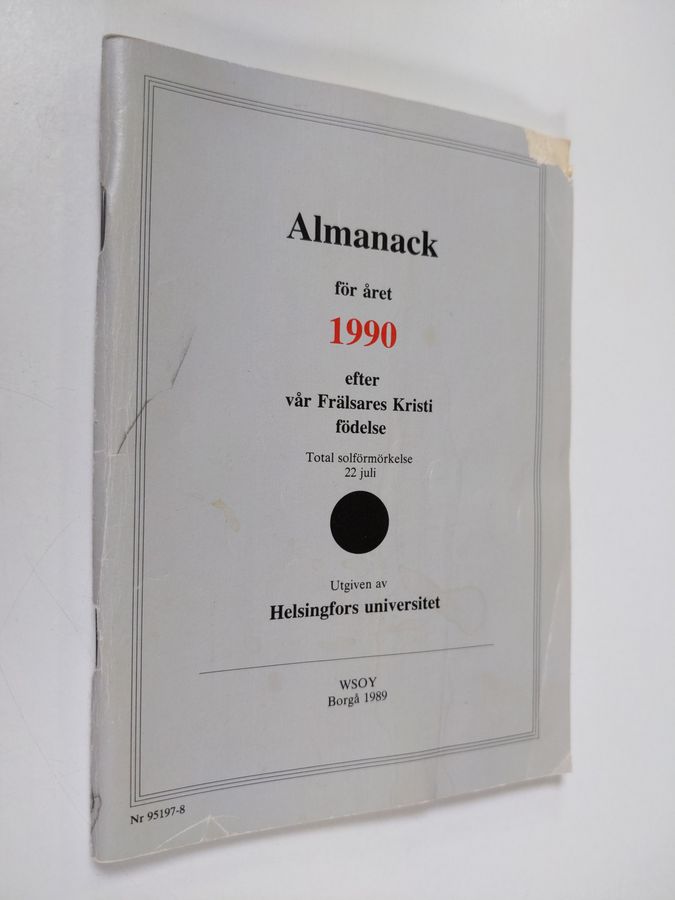 Almanack
för året
1990
efter
vår Frälsares Kristi
födelse
Total solförmörkelse
22 juli
Utgiven av
Helsingfors universitet
WSOY
Borgå 1989
Nr 95197-8